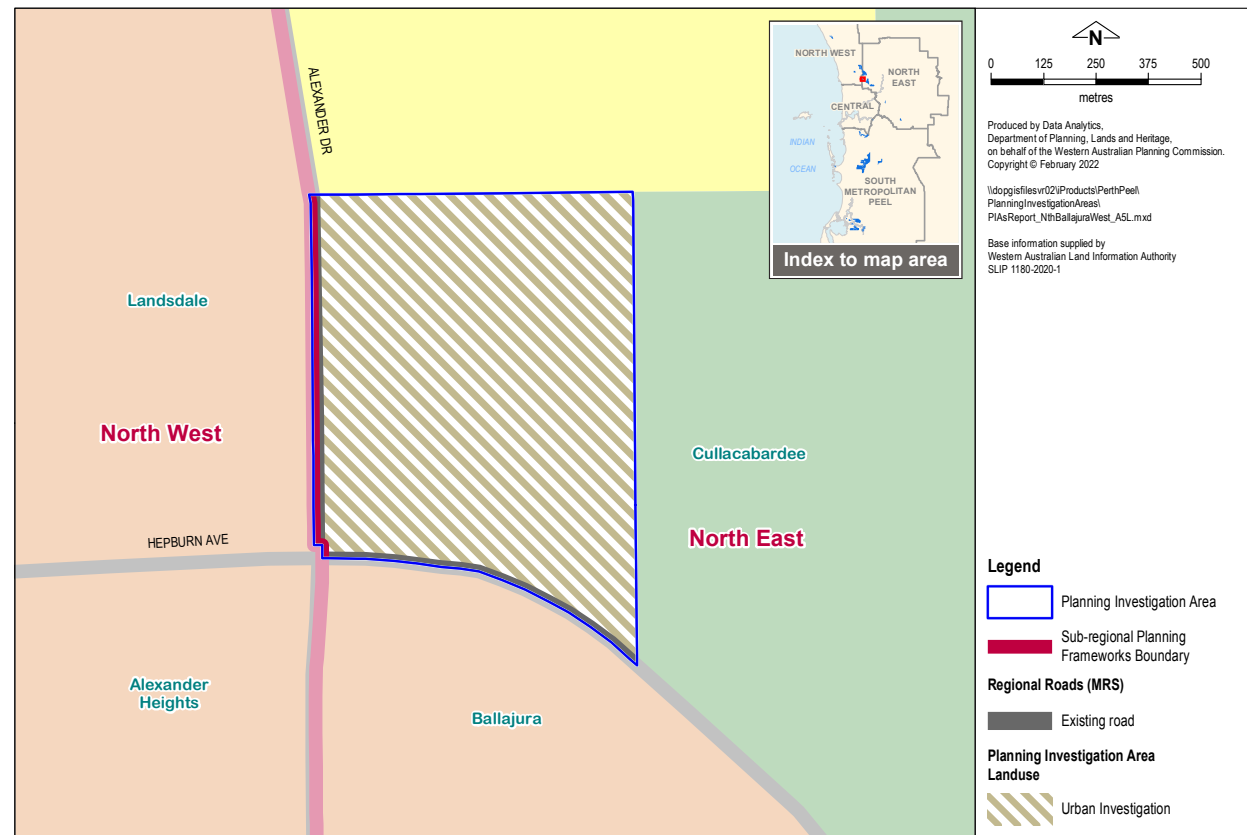 ALEXANDER DR
Landsdale
North West
HEPBURN AVE
Alexander
Heights
Ballajura
Cullacabardee
North East
NORTH WEST
NORTH
EAST
CENTRAL
INDIAN
OCEAN
SOUTH
METROPOLITAN
PEEL
Index to map area
N
0 125 250 375 500
metres
Produced by Data Analytics,
Department of Planning, Lands and Heritage,
on behalf of the Western Australian Planning Commission.
Copyright © February 2022
\\dopgisfilesvr02\iProducts\PerthPeel\
PlanningInvestigationAreas\
PIAsReport_NthBallajuraWest_A5L.mxd
Base information supplied by
Western Australian Land Information Authority
SLIP 1180-2020-1
Legend
Planning Investigation Area
Sub-regional Planning
Frameworks Boundary
Regional Roads (MRS)
Existing road
Planning Investigation Area
Landuse
Urban Investigation